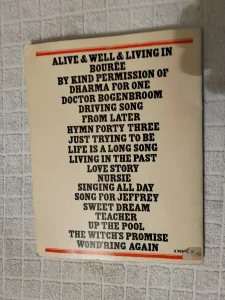 ALIVE & WELL & LIVING IN
BOURÉE
BY KIND PERMISSION OF
DHARMA FOR ONE
DOCTOR BOGENBROOM
DRIVING SONG
FROM LATER
HYMN FORTY THREE
JUST TRYING TO BE
LIFE IS A LONG SONG
LIVING IN THE PAST
LOVE STORY
NURSIE
SINGING ALL DAY
SONG FOR JEFFREY
SWEET DREAM
TEACHER
UP THE POOL
THE WITCH'S PROMISE
WOND'RING AGAIN